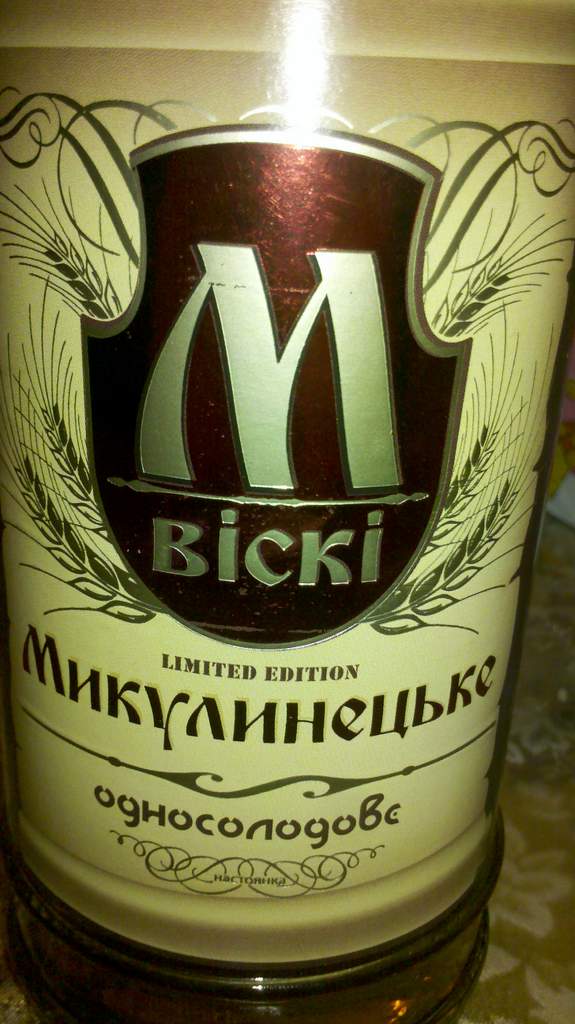 М
віскі
LIMITED EDITION
Микулинецьке
односолодове
настоянка